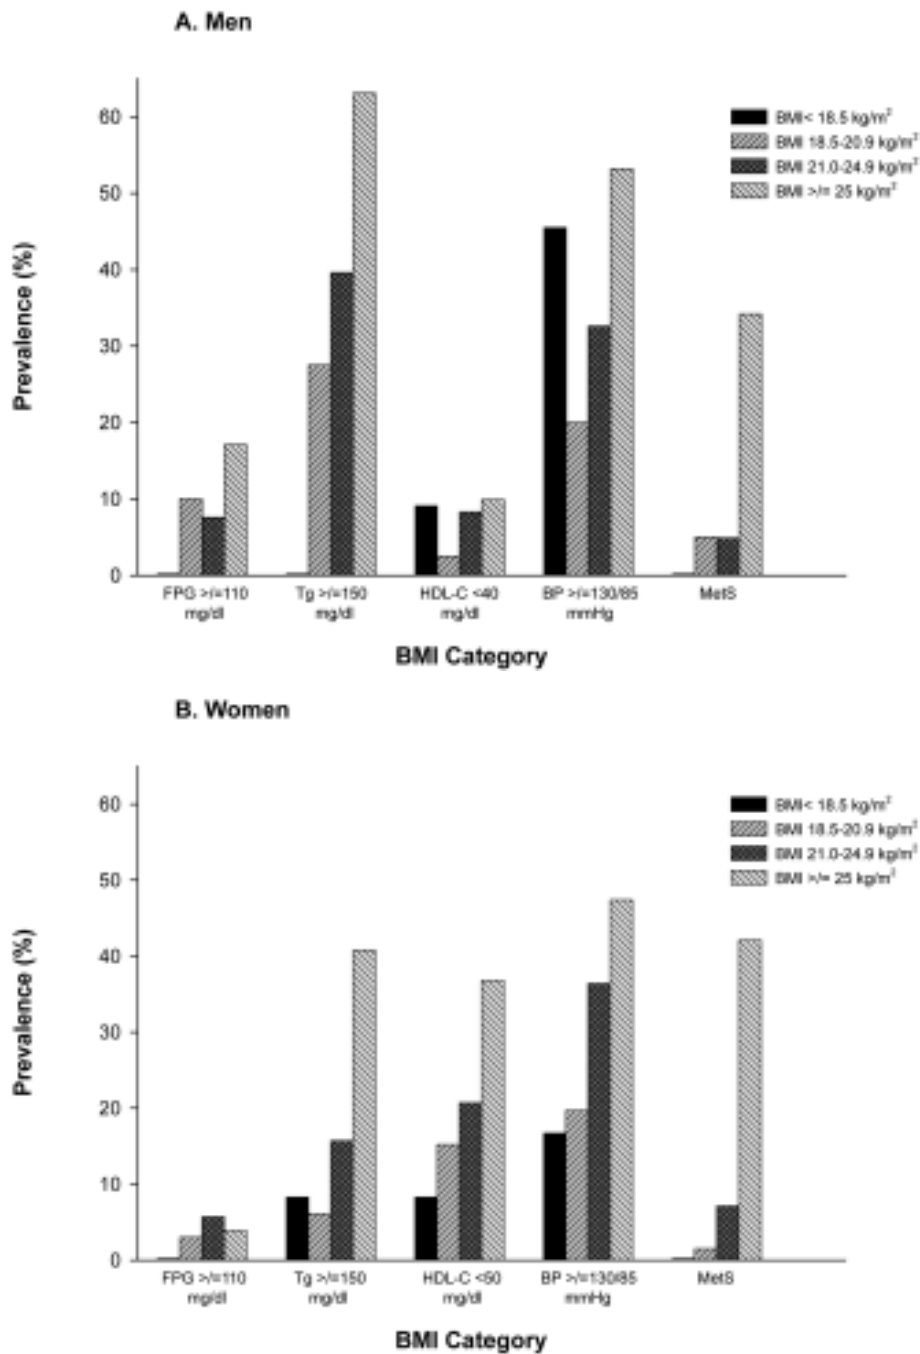 A. Men
60
50
40
30
20
10
0
Prevalence (%)
BMI< 18.5 kg/m²
BMI 18.5-20.9 kg/m²
BMI 21.0-24.9 kg/m²
BMI >/= 25 kg/m²
FPG >/=110 mg/dl
Tg >/=150 mg/dl
HDL-C <40 mg/dl
BP >/=130/85 mmHg
MetS
BMI Category
B. Women
60
50
40
30
20
10
0
Prevalence (%)
BMI< 18.5 kg/m²
BMI 18.5-20.9 kg/m²
BMI 21.0-24.9 kg/m²
BMI >/= 25 kg/m²
FPG >/=110 mg/dl
Tg >/=150 mg/dl
HDL-C <50 mg/dl
BP >/=130/85 mmHg
MetS
BMI Category